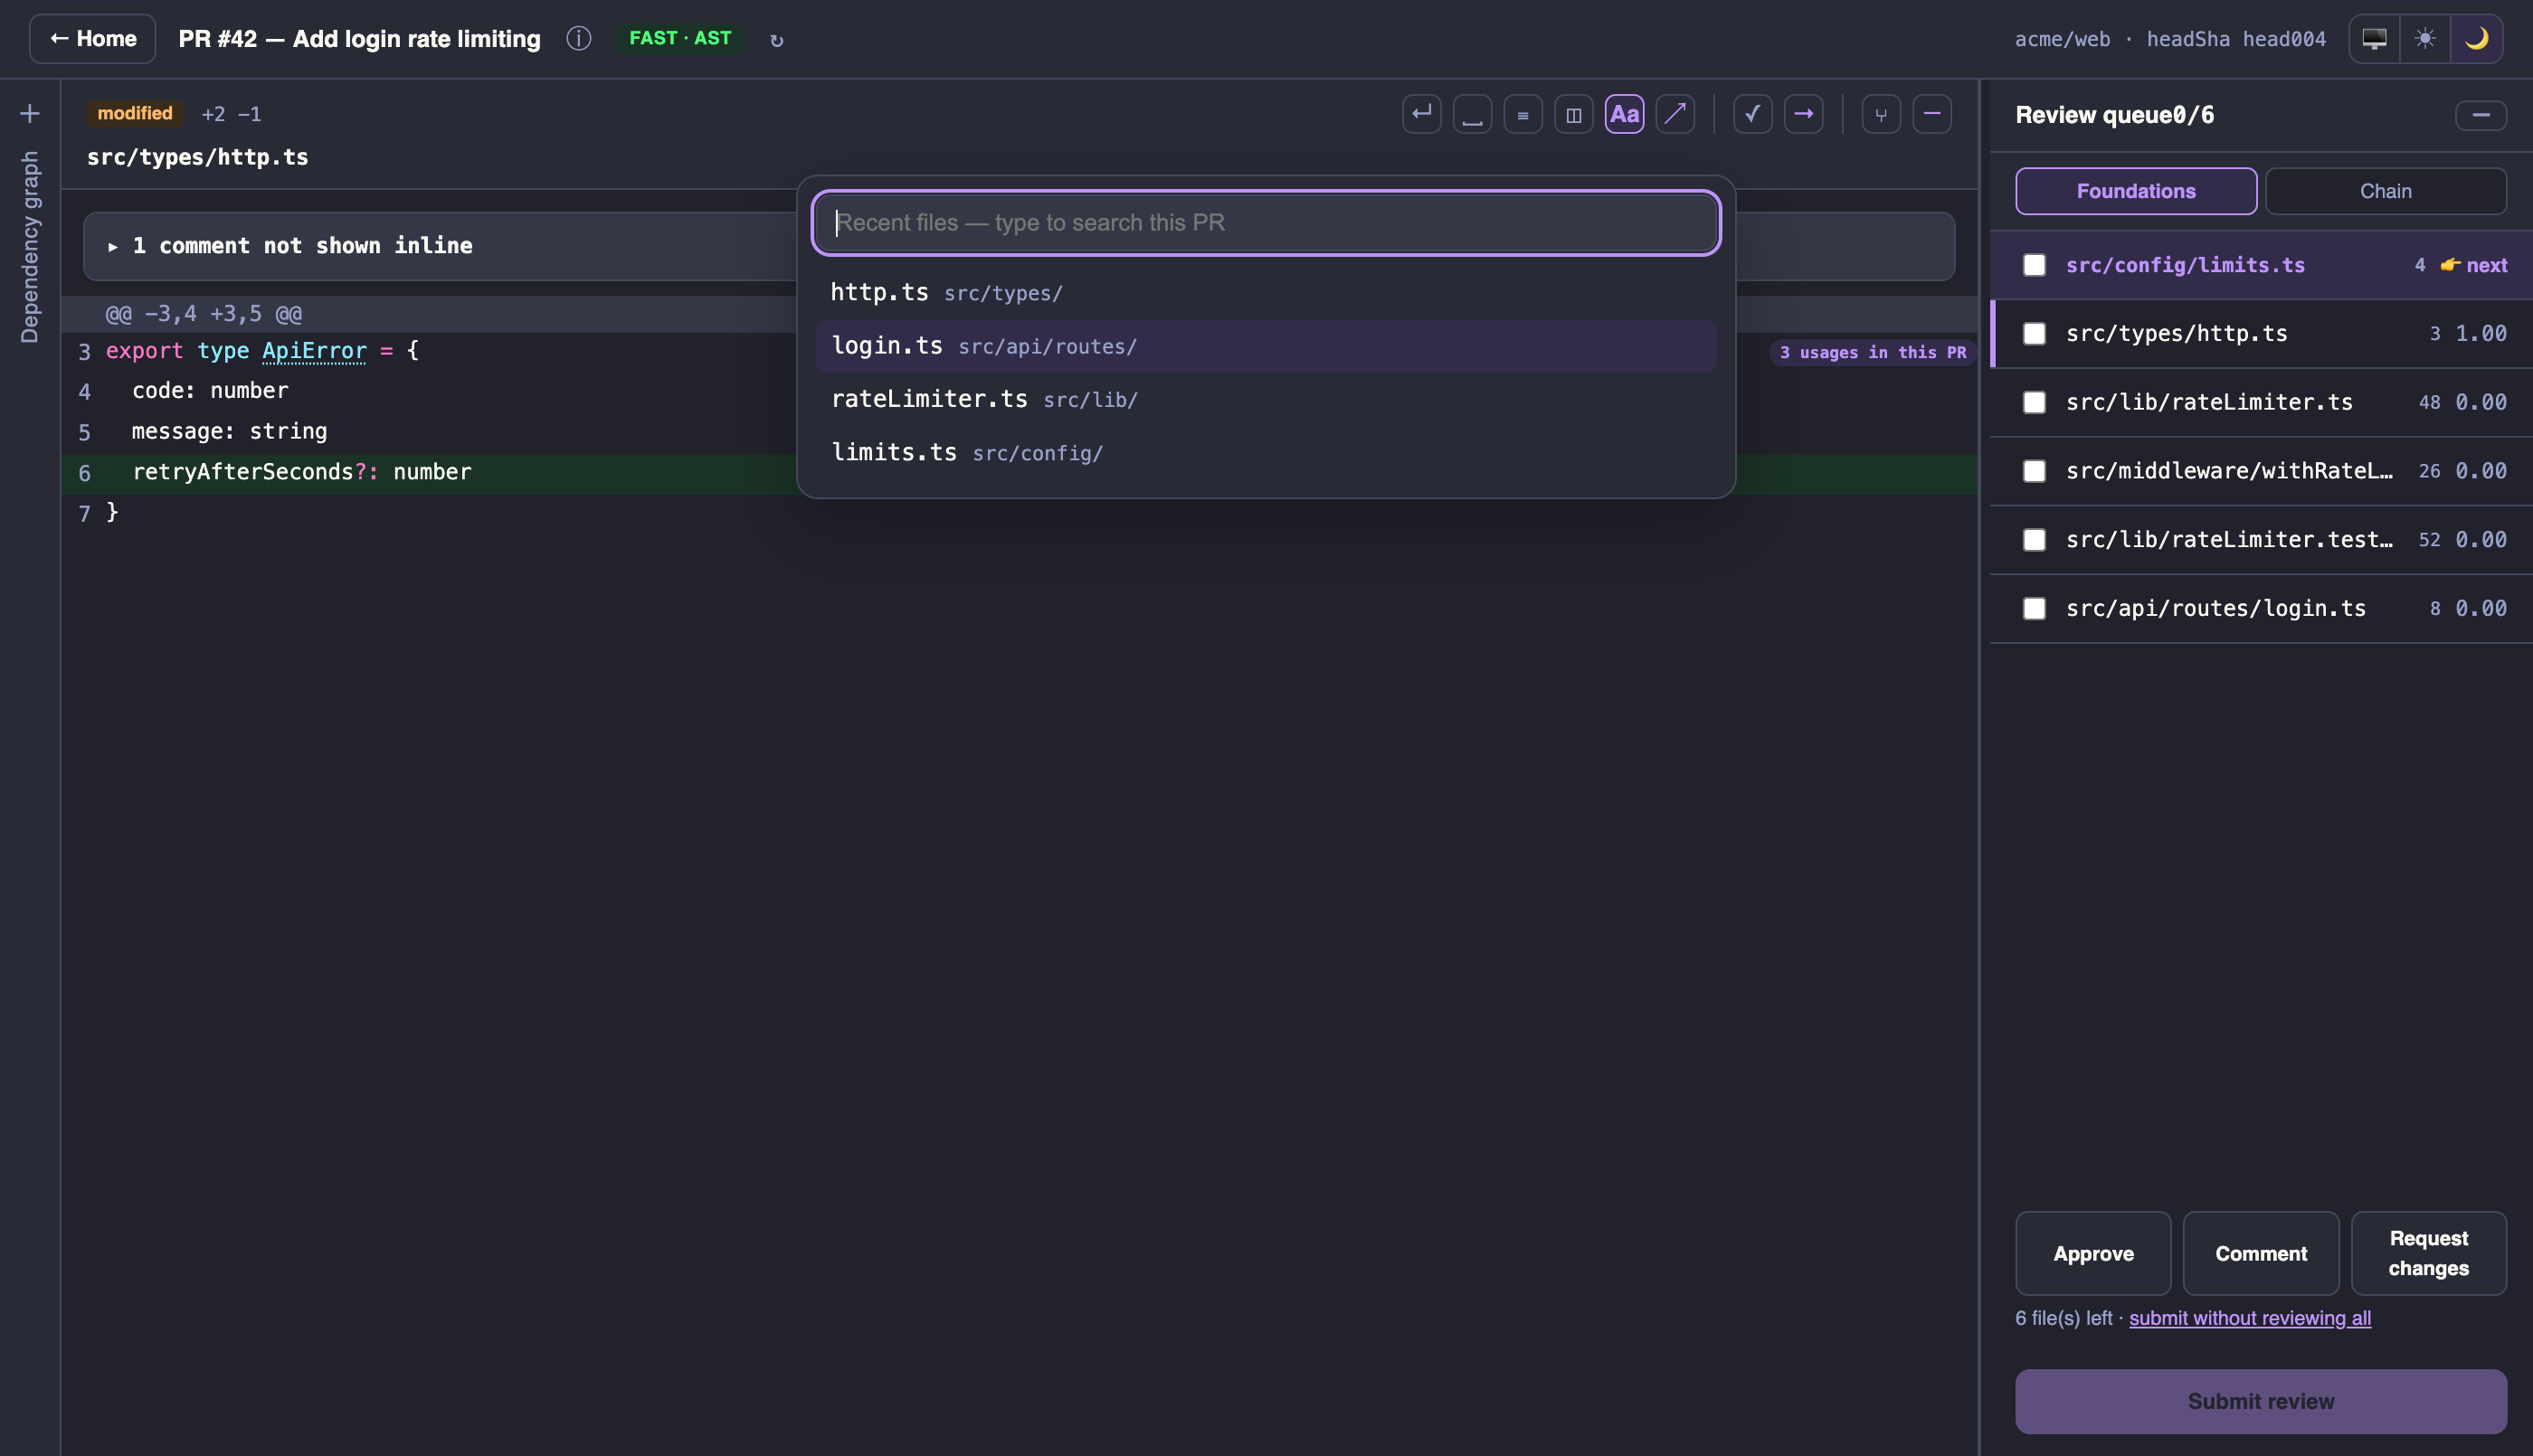 ← Home PR #42 — Add login rate limiting ⓘ FAST · AST ↻ acme/web · headSha head004
Dependency graph
modified +2 −1
src/types/http.ts
Aa
▸ 1 comment not shown inline
@@ −3,4 +3,5 @@
3 export type ApiError = {
3 usages in this PR
4 code: number
5 message: string
6 retryAfterSeconds?: number
7 }
Recent files — type to search this PR
http.ts src/types/
login.ts src/api/routes/
rateLimiter.ts src/lib/
limits.ts src/config/
Review queue0/6
Foundations Chain
src/config/limits.ts 4 👉 next
src/types/http.ts 3 1.00
src/lib/rateLimiter.ts 48 0.00
src/middleware/withRateL… 26 0.00
src/lib/rateLimiter.test… 52 0.00
src/api/routes/login.ts 8 0.00
Approve Comment Request
changes
6 file(s) left · submit without reviewing all
Submit review